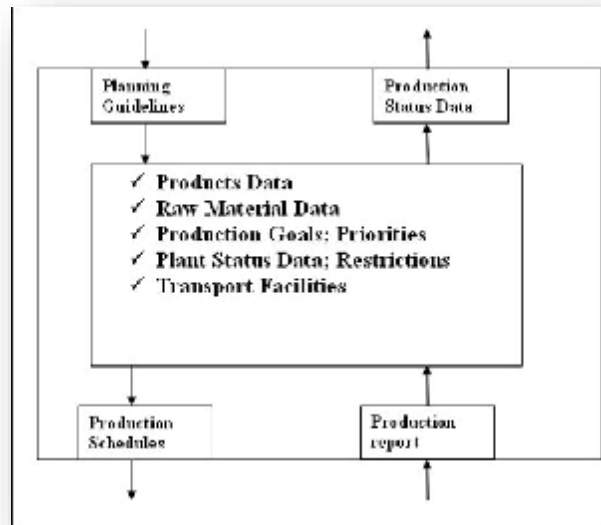 Planning
Guidelines
Production
Status Data
✓ Products Data
✓ Raw Material Data
✓ Production Goals; Priorities
✓ Plant Status Data; Restrictions
✓ Transport Facilities
Production
Schedules
Production
report